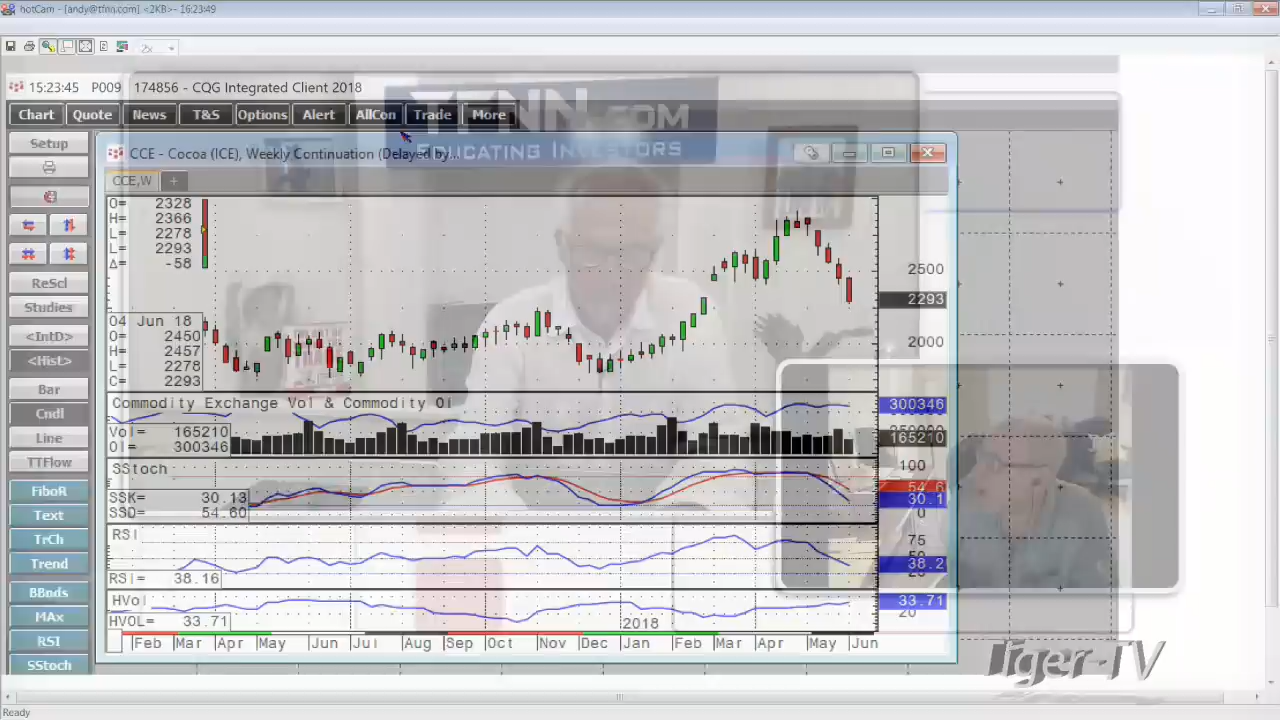 hotCam - [andy@tfnn.com] <2KB> - 16:23:49
2x
15:23:45 P009 174856 - CQG Integrated Client 2018
Chart Quote News T&S Options Alert AllCon Trade More
TFNN.COM
EDUCATING INVESTORS
Setup
CCE - Cocoa (ICE), Weekly Continuation (Delayed by...
CCE,W +
O= 2328
H= 2366
L= 2278
L= 2293
Δ= -58
2500
2293
2000
04 Jun 18
O= 2450
H= 2457
L= 2278
C= 2293
ReScl
Studies
<IntD>
<Hist>
Bar
Cndl
Line
TTFlow
FiboR
Text
TrCh
Trend
BBnds
MAx
RSI
SStoch
Commodity Exchange Vol & Commodity OI
300346
Vol= 165210
165210
OI= 300346
SStoch
100
SSK= 30.13
54.6
SSD= 54.60
30.1
0
RSI
75
RSI= 38.16
38.2
HVol
33.71
HVOL= 33.71
20
2018
Feb Mar Apr May Jun Jul Aug Sep Oct Nov Dec Jan Feb Mar Apr May Jun
Tiger-TV
Ready